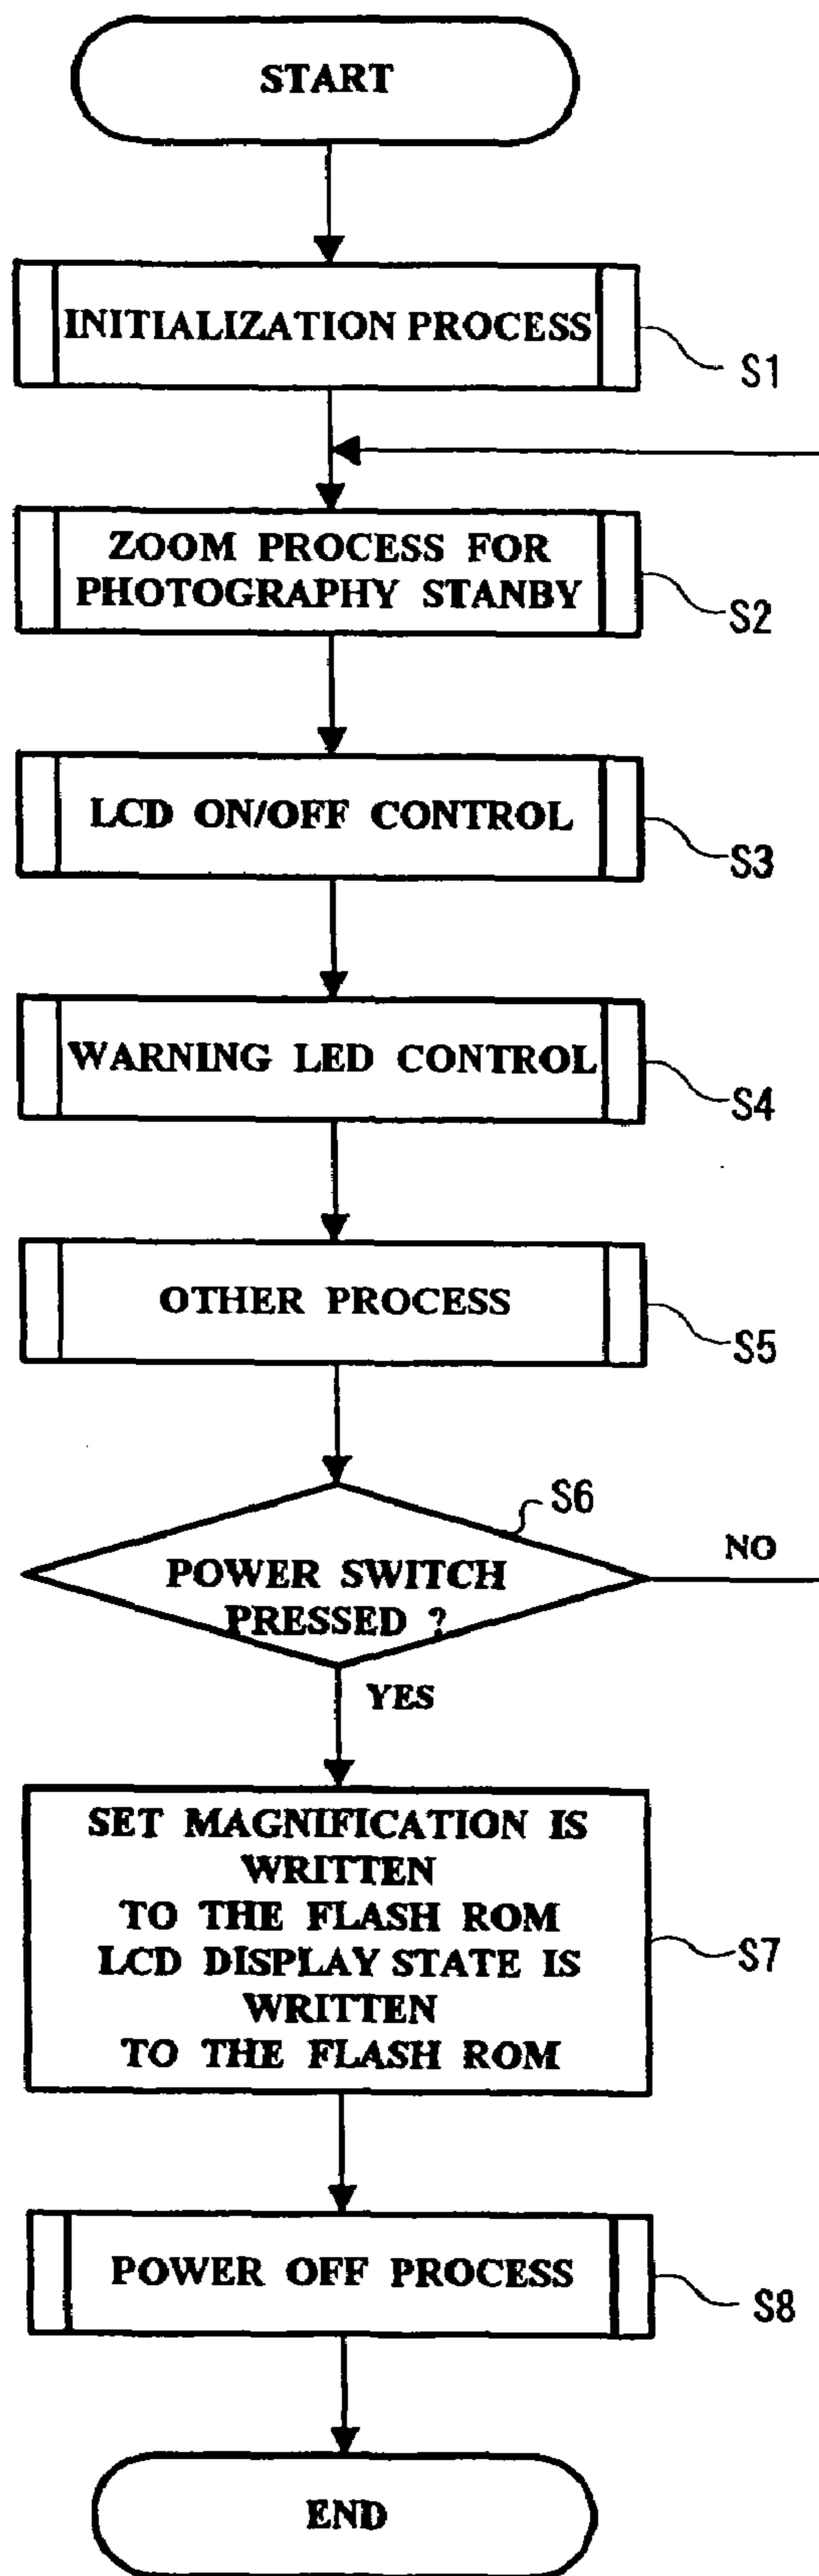 START
INITIALIZATION PROCESS
S1
ZOOM PROCESS FOR
PHOTOGRAPHY STANBY
S2
LCD ON/OFF CONTROL
S3
WARNING LED CONTROL
S4
OTHER PROCESS
S5
S6
POWER SWITCH
PRESSED ?
NO
YES
SET MAGNIFICATION IS
WRITTEN
TO THE FLASH ROM
LCD DISPLAY STATE IS
WRITTEN
TO THE FLASH ROM
S7
POWER OFF PROCESS
S8
END